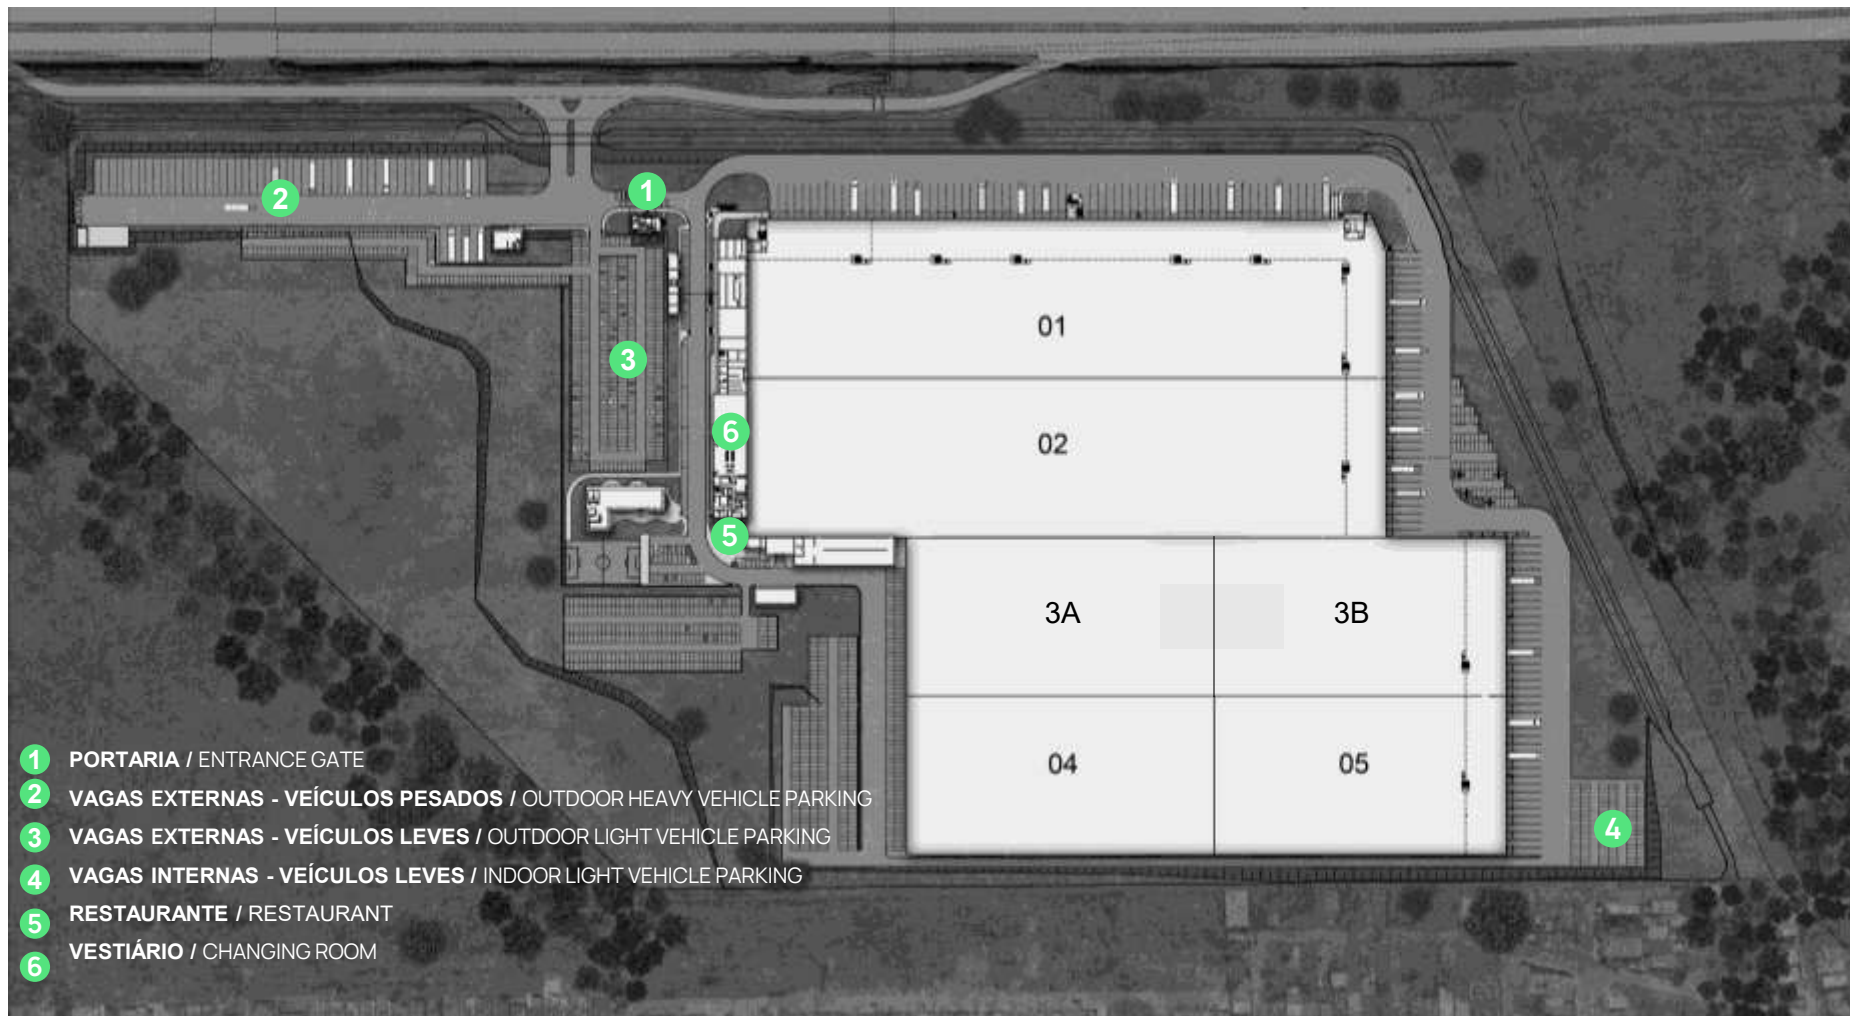 1
2
3
6
5
4
01
02
3A 3B
04 05
1 PORTARIA / ENTRANCE GATE
2 VAGAS EXTERNAS - VEÍCULOS PESADOS / OUTDOOR HEAVY VEHICLE PARKING
3 VAGAS EXTERNAS - VEÍCULOS LEVES / OUTDOOR LIGHT VEHICLE PARKING
4 VAGAS INTERNAS - VEÍCULOS LEVES / INDOOR LIGHT VEHICLE PARKING
5 RESTAURANTE / RESTAURANT
6 VESTIÁRIO / CHANGING ROOM